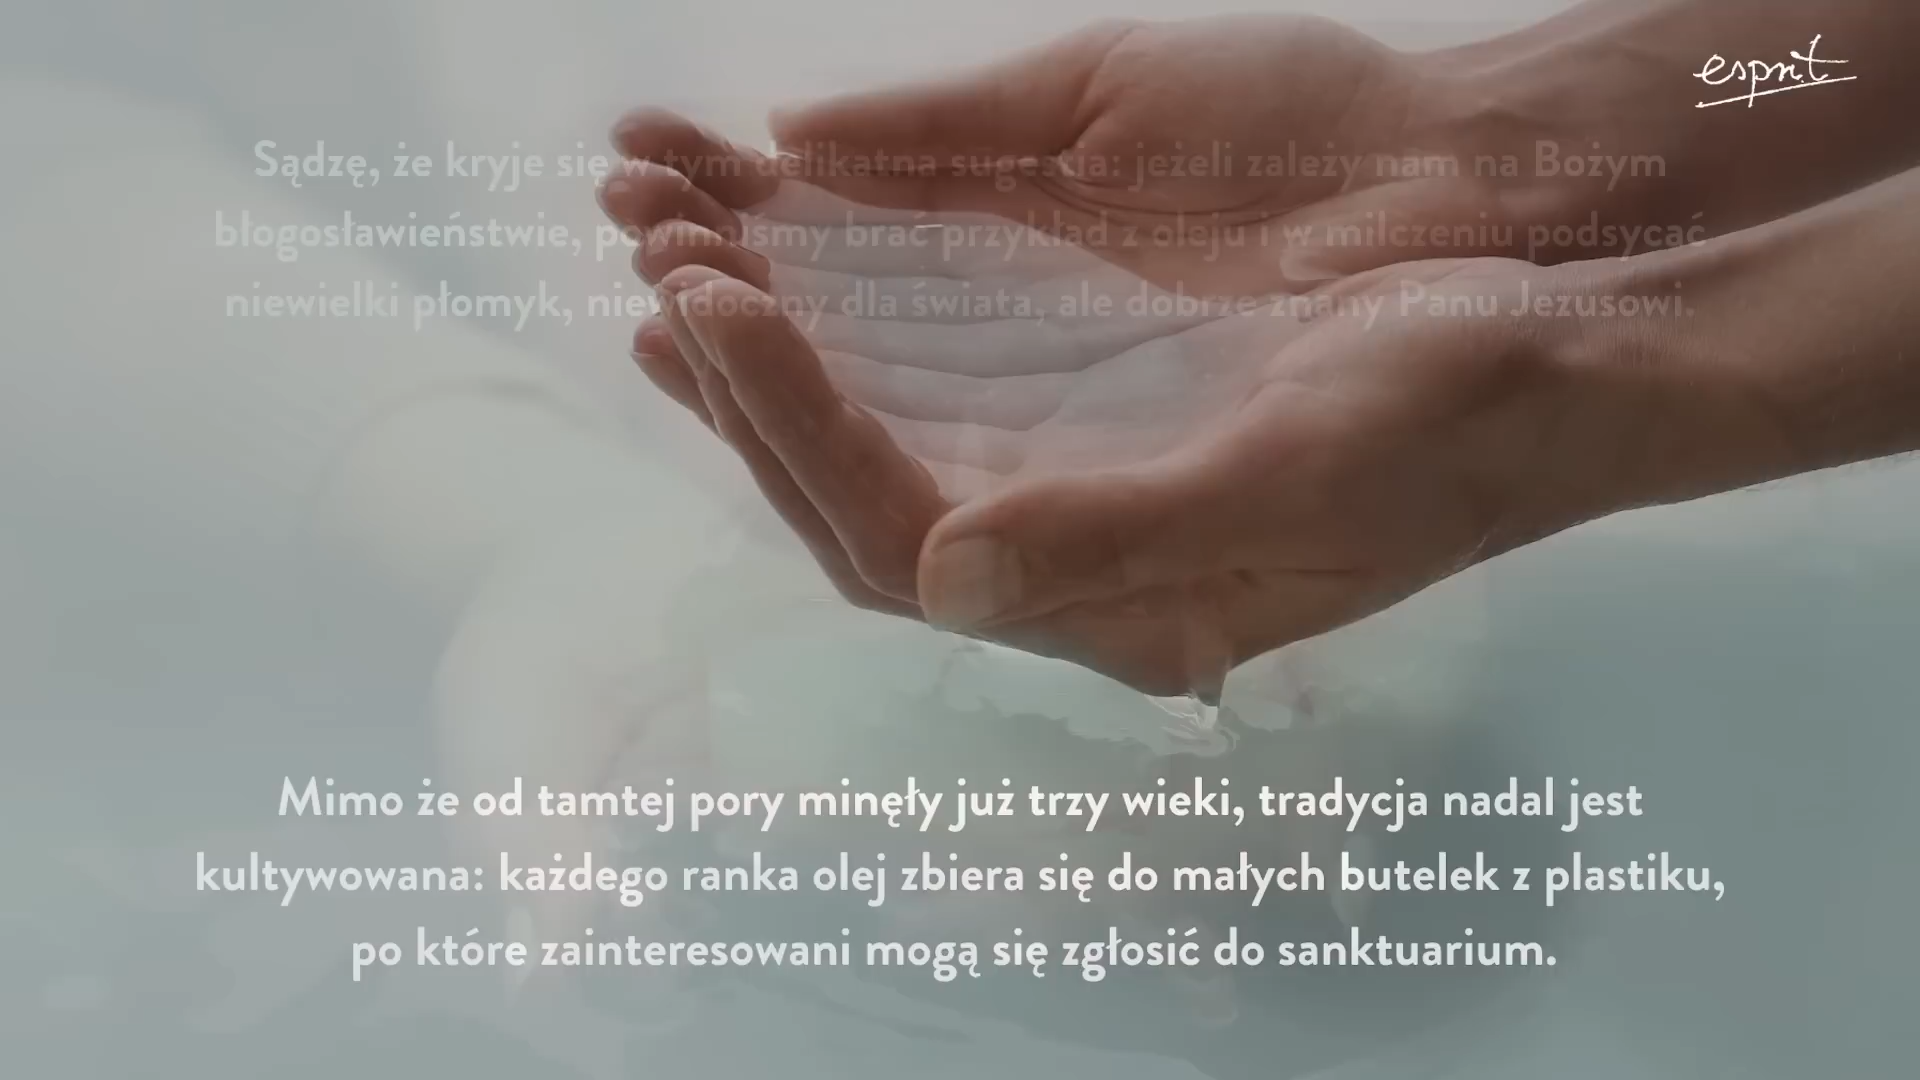 esprit
Sądzę, że kryje się w tym delikatna sugestia: jeżeli zależy nam na Bożym
błogosławieństwie, powinniśmy brać przykład z oleju i w milczeniu podsycać
niewielki płomyk, niewidoczny dla świata, ale dobrze znany Panu Jezusowi.
Mimo że od tamtej pory minęły już trzy wieki, tradycja nadal jest
kultywowana: każdego ranka olej zbiera się do małych butelek z plastiku,
po które zainteresowani mogą się zgłosić do sanktuarium.